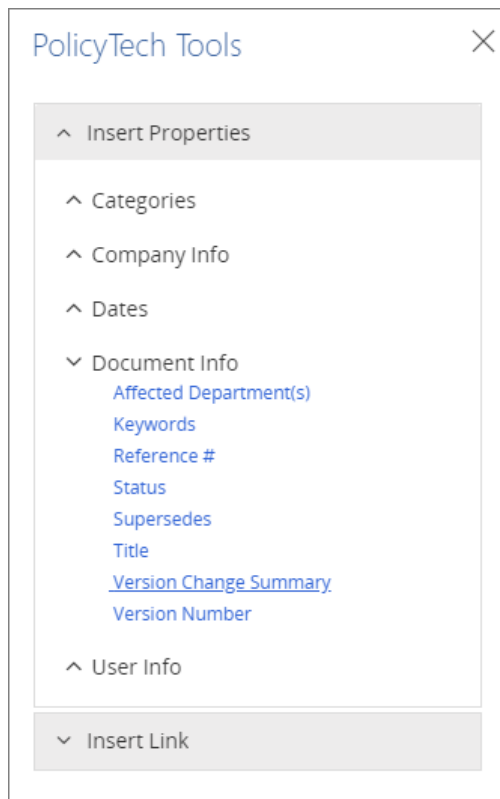 PolicyTech Tools
Insert Properties
Categories
Company Info
Dates
Document Info
Affected Department(s)
Keywords
Reference #
Status
Supersedes
Title
Version Change Summary
Version Number
User Info
Insert Link